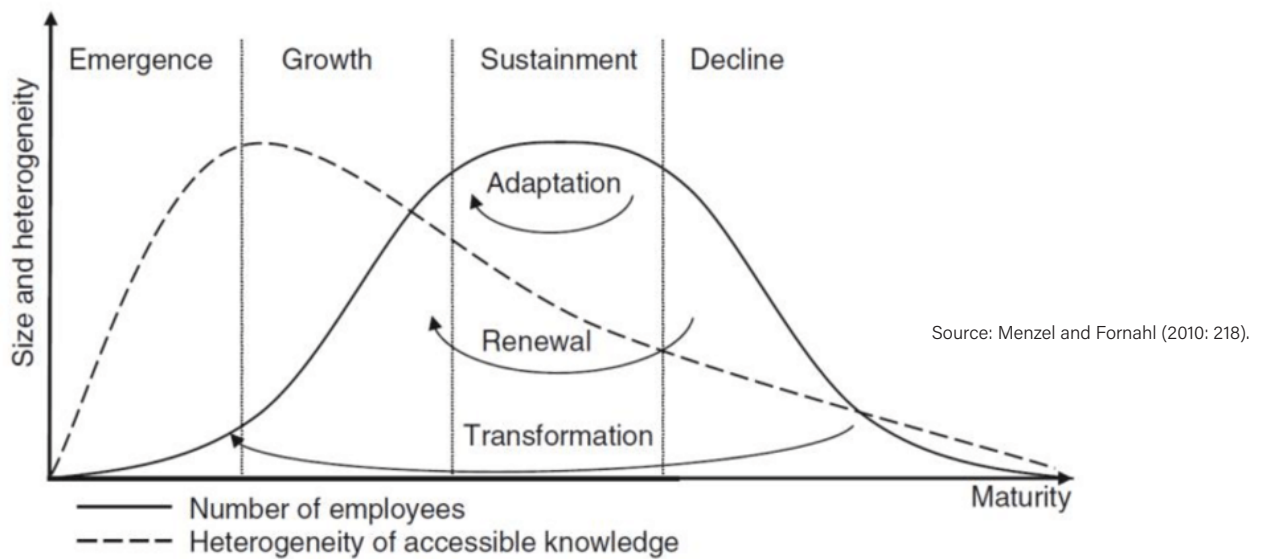 Emergence
Growth
Sustainment
Decline
Size and heterogeneity
Adaptation
Renewal
Transformation
Source: Menzel and Fornahl (2010: 218).
Maturity
Number of employees
Heterogeneity of accessible knowledge